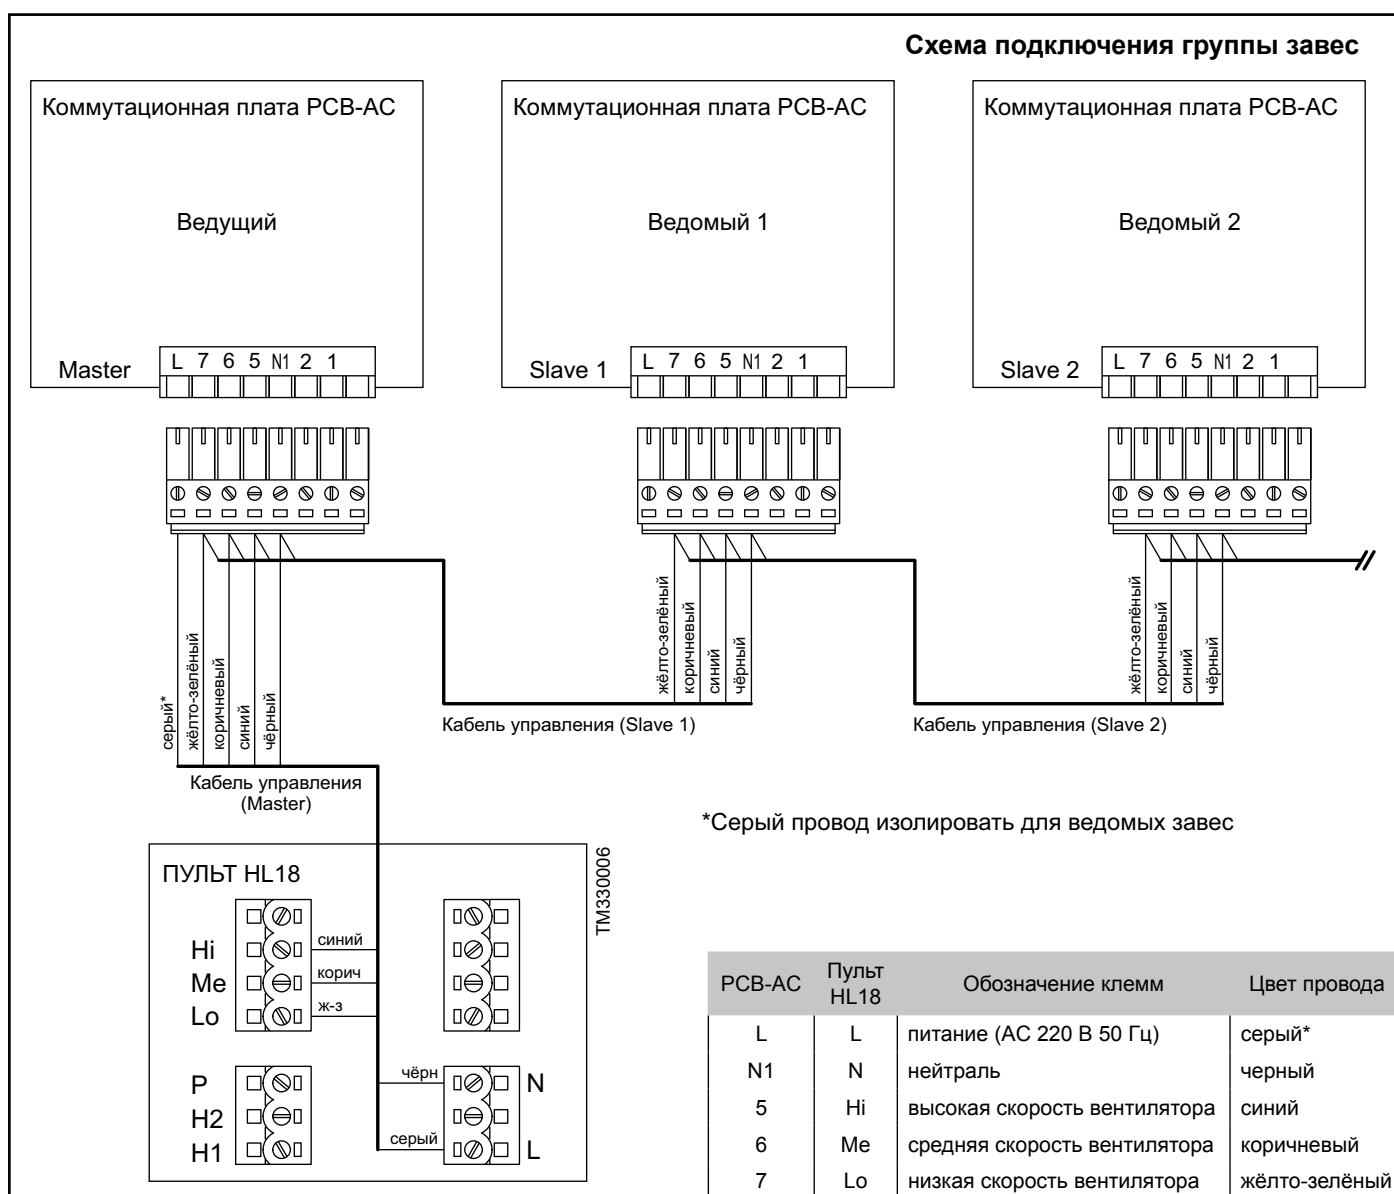 Схема подключения группы завес
Коммутационная плата PCB-AC
Ведущий
Master
L 7 6 5 N1 2 1
Коммутационная плата PCB-AC
Ведомый 1
Slave 1
L 7 6 5 N1 2 1
Коммутационная плата PCB-AC
Ведомый 2
Slave 2
L 7 6 5 N1 2 1
серый*
жёлто-зелёный
коричневый
синий
чёрный
жёлто-зелёный
коричневый
синий
чёрный
жёлто-зелёный
коричневый
синий
чёрный
Кабель управления (Slave 1)
Кабель управления (Slave 2)
Кабель управления
(Master)
*Серый провод изолировать для ведомых завес
ПУЛЬТ HL18
TM330006
Hi синий
Me корич
Lo ж-з
P чёрн N
H2
H1 серый L
PCB-AC Пульт HL18 Обозначение клемм Цвет провода
L L питание (АС 220 В 50 Гц) серый*
N1 N нейтраль черный
5 Hi высокая скорость вентилятора синий
6 Me средняя скорость вентилятора коричневый
7 Lo низкая скорость вентилятора жёлто-зелёный